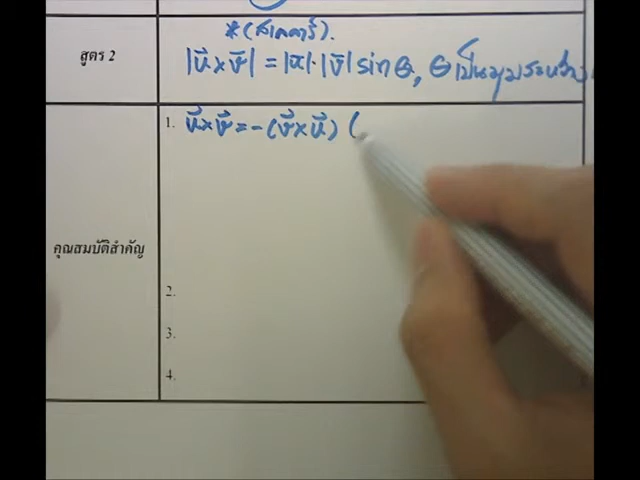 *(สเกลาร์).
สูตร 2
|u⃗×v⃗| = |u⃗|·|v⃗| sin θ, θ เป็นมุมระหว่าง
1. u⃗×v⃗ = -(v⃗×u⃗) (
คุณสมบัติสำคัญ
2.
3.
4.